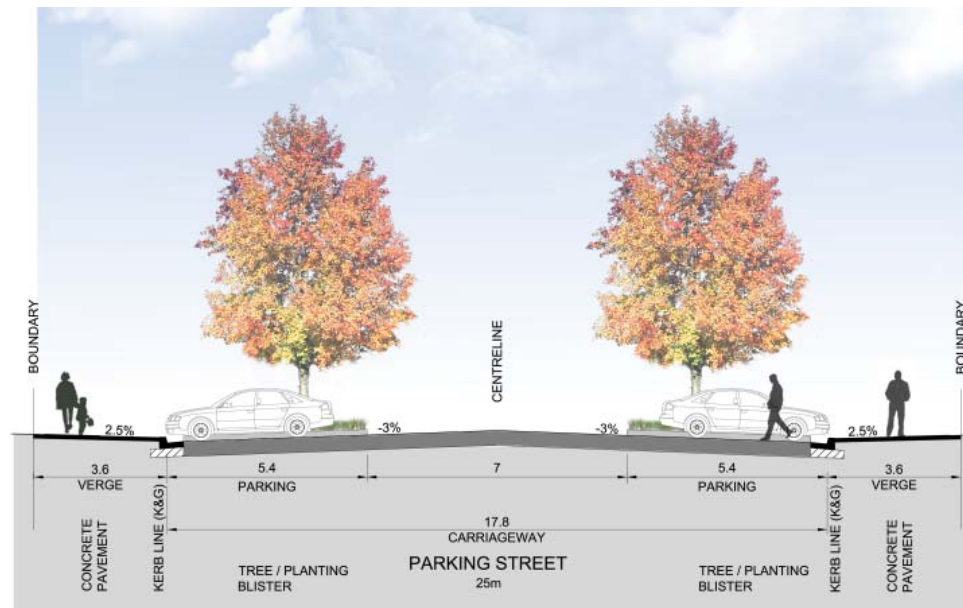 BOUNDARY
CENTRELINE
BOUNDARY
2.5%
-3%
-3%
2.5%
3.6
VERGE
5.4
PARKING
7
5.4
PARKING
3.6
VERGE
17.8
CARRIAGEWAY
CONCRETE
PAVEMENT
KERB LINE (K&G)
TREE / PLANTING
BLISTER
PARKING STREET
25m
TREE / PLANTING
BLISTER
KERB LINE (K&G)
CONCRETE
PAVEMENT